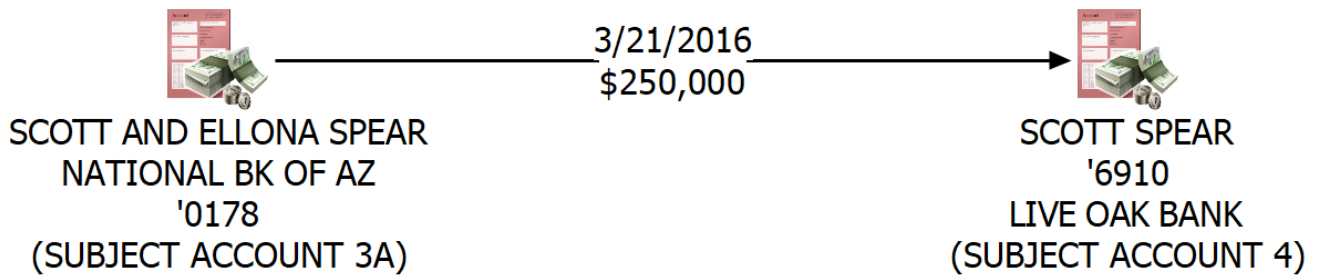 3/21/2016
$250,000
SCOTT AND ELLONA SPEAR
NATIONAL BK OF AZ
'0178
(SUBJECT ACCOUNT 3A)
SCOTT SPEAR
'6910
LIVE OAK BANK
(SUBJECT ACCOUNT 4)